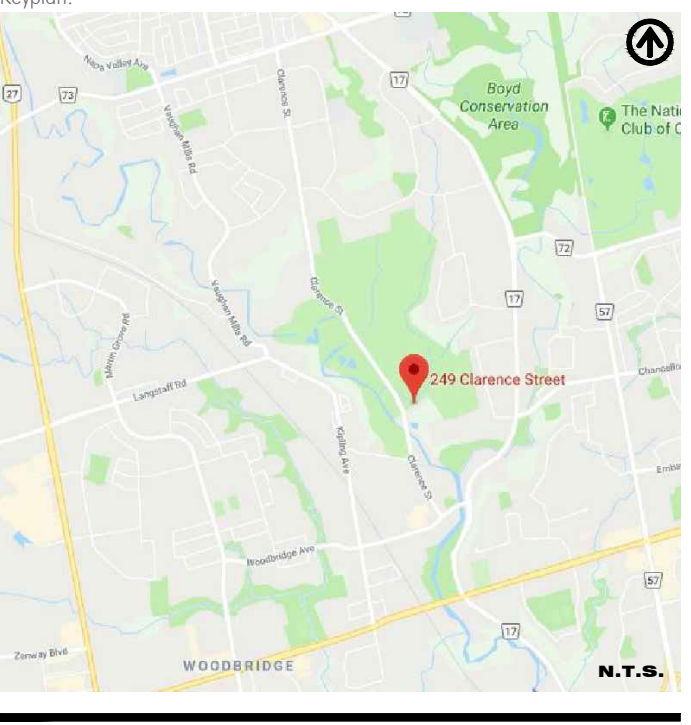 Keyplan:
Napa Valley Ave
27
73
Clarence St
Vaughan Mills Rd
17
Boyd
Conservation
Area
The Nati
Club of C
72
17
57
Clarence St
Vaughan Mills Rd
Martin Grove Rd
Langstaff Rd
249 Clarence Street
Chancello
Kipling Ave
Clarence St
Emba
Woodbridge Ave
57
17
Zenway Blvd
WOODBRIDGE
N.T.S.